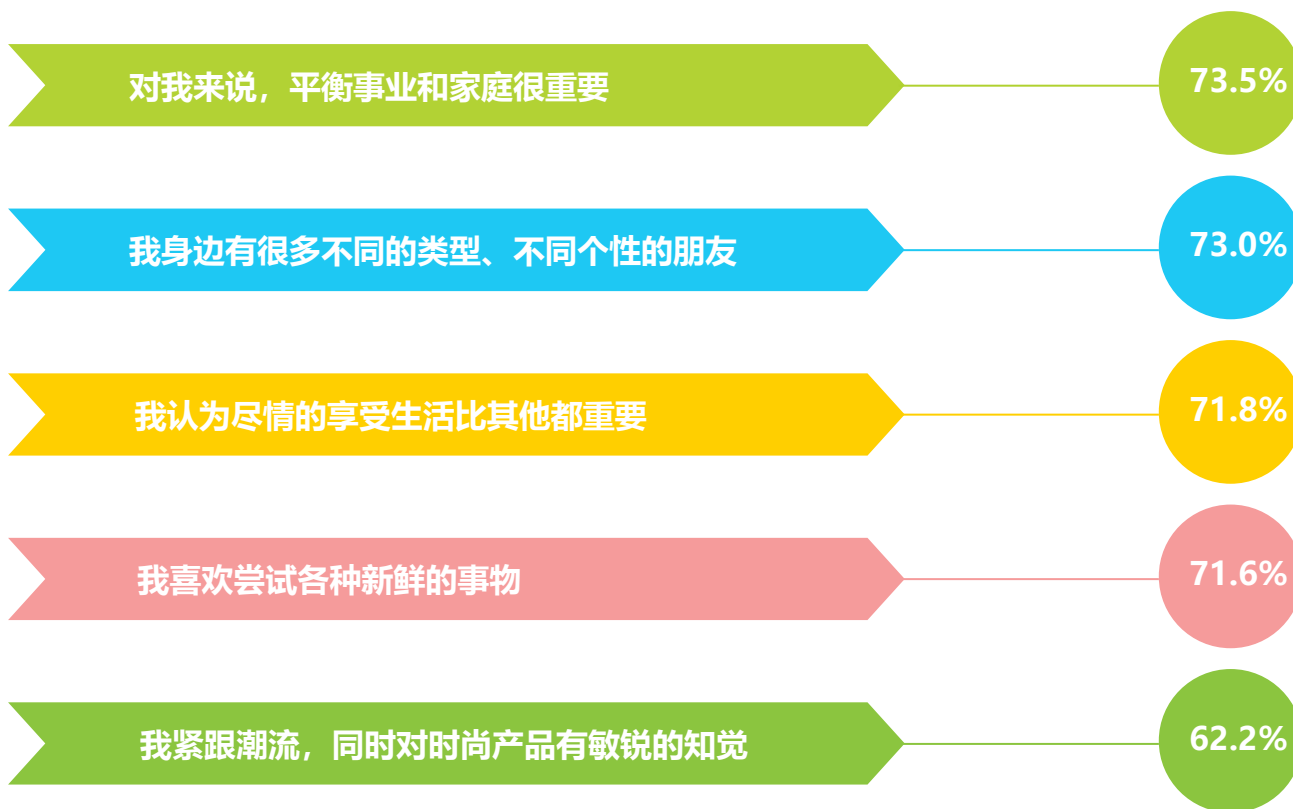 对我来说，平衡事业和家庭很重要
73.5%
我身边有很多不同的类型、不同个性的朋友
73.0%
我认为尽情的享受生活比其他都重要
71.8%
我喜欢尝试各种新鲜的事物
71.6%
我紧跟潮流，同时对时尚产品有敏锐的知觉
62.2%